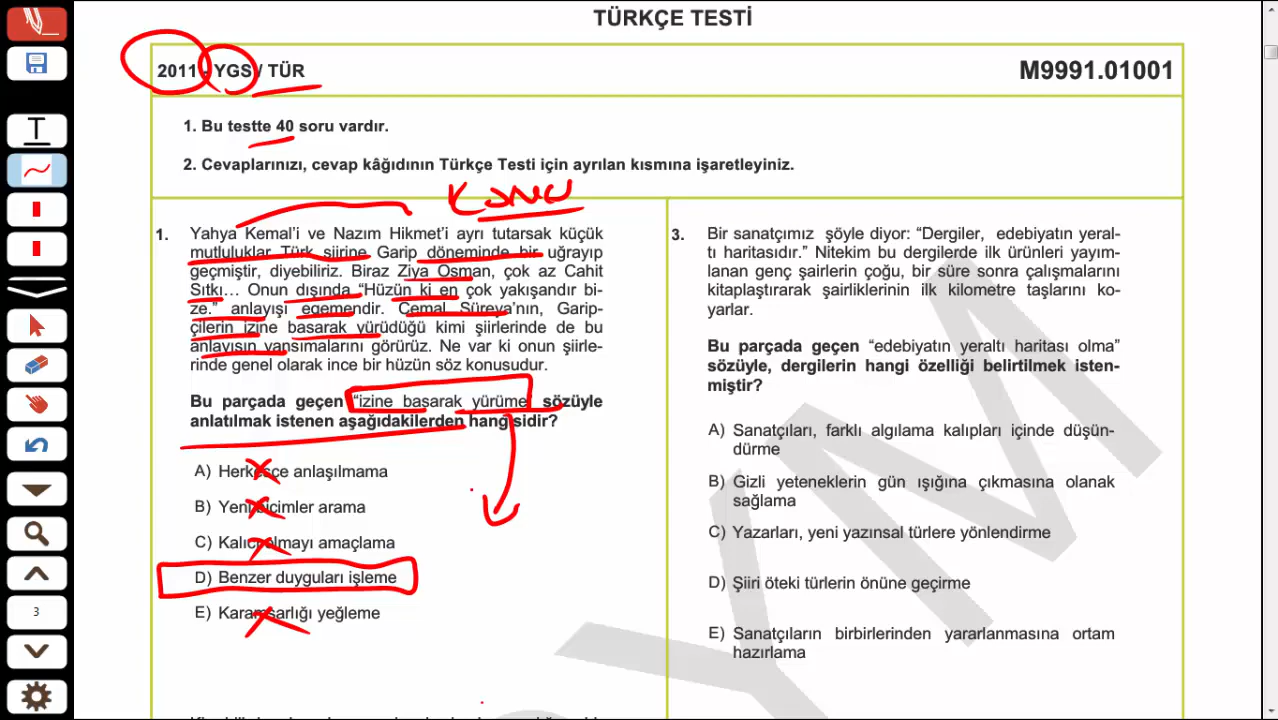 TÜRKÇE TESTİ
2011 - YGS / TÜR
M9991.01001
1. Bu testte 40 soru vardır.
2. Cevaplarınızı, cevap kâğıdının Türkçe Testi için ayrılan kısmına işaretleyiniz.
KONU
1. Yahya Kemal’i ve Nazım Hikmet’i ayrı tutarsak küçük
mutluluklar Türk şiirine Garip döneminde bir uğrayıp
geçmiştir, diyebiliriz. Biraz Ziya Osman, çok az Cahit
Sıtkı… Onun dışında “Hüzün ki en çok yakışandır bi-
ze.” anlayışı egemendir. Cemal Süreya’nın, Garip-
çilerin izine basarak yürüdüğü kimi şiirlerinde de bu
anlayışın yansımalarını görürüz. Ne var ki onun şiirle-
rinde genel olarak ince bir hüzün söz konusudur.
Bu parçada geçen “izine basarak yürüme” sözüyle
anlatılmak istenen aşağıdakilerden hangisidir?
A) Herkesçe anlaşılmama
B) Yeni biçimler arama
C) Kalıcı olmayı amaçlama
D) Benzer duyguları işleme
E) Karamsarlığı yeğleme
3. Bir sanatçımız şöyle diyor: “Dergiler, edebiyatın yeral-
tı haritasıdır.” Nitekim bu dergilerde ilk ürünleri yayım-
lanan genç şairlerin çoğu, bir süre sonra çalışmalarını
kitaplaştırarak şairliklerinin ilk kilometre taşlarını ko-
yarlar.
Bu parçada geçen “edebiyatın yeraltı haritası olma”
sözüyle, dergilerin hangi özelliği belirtilmek isten-
miştir?
A) Sanatçıları, farklı algılama kalıpları içinde düşün-
dürme
B) Gizli yeteneklerin gün ışığına çıkmasına olanak
sağlama
C) Yazarları, yeni yazınsal türlere yönlendirme
D) Şiiri öteki türlerin önüne geçirme
E) Sanatçıların birbirlerinden yararlanmasına ortam
hazırlama
T
3